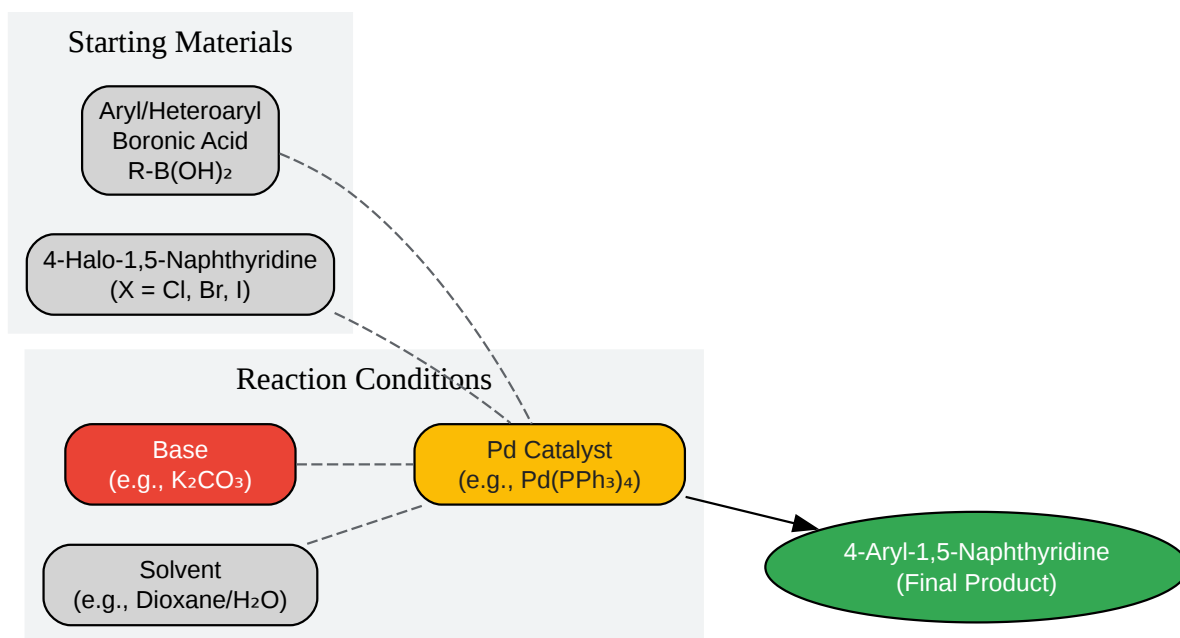 Starting Materials
Aryl/Heteroaryl
Boronic Acid
R-B(OH)₂
4-Halo-1,5-Naphthyridine
(X = Cl, Br, I)
Reaction Conditions
Base
(e.g., K₂CO₃)
Pd Catalyst
(e.g., Pd(PPh₃)₄)
Solvent
(e.g., Dioxane/H₂O)
4-Aryl-1,5-Naphthyridine
(Final Product)